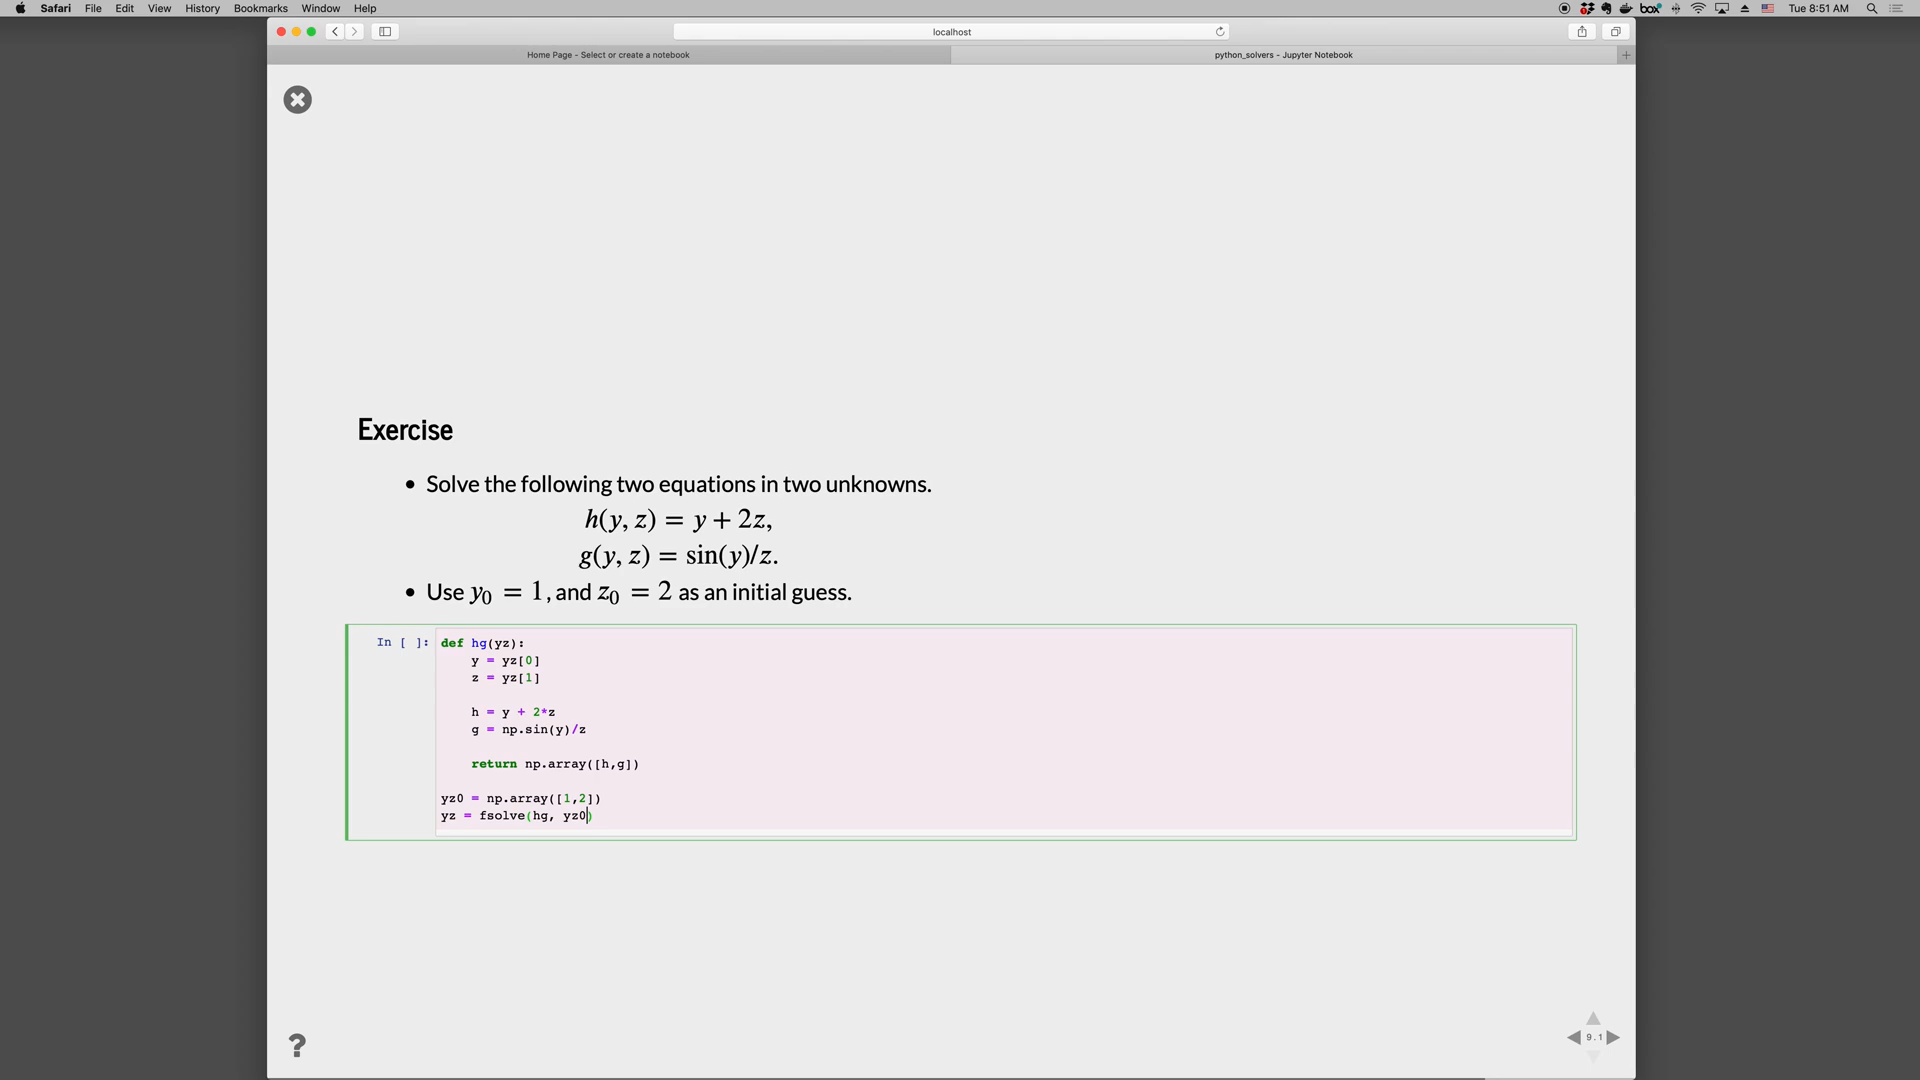 Safari File Edit View History Bookmarks Window Help box Tue 8:51 AM
localhost
Home Page - Select or create a notebook python_solvers - Jupyter Notebook
Exercise
• Solve the following two equations in two unknowns.
h(y, z) = y + 2z,
g(y, z) = sin(y)/z.
• Use y₀ = 1, and z₀ = 2 as an initial guess.
In [ ]: def hg(yz):
y = yz[0]
z = yz[1]
h = y + 2*z
g = np.sin(y)/z
return np.array([h,g])
yz0 = np.array([1,2])
yz = fsolve(hg, yz0)
?
9.1